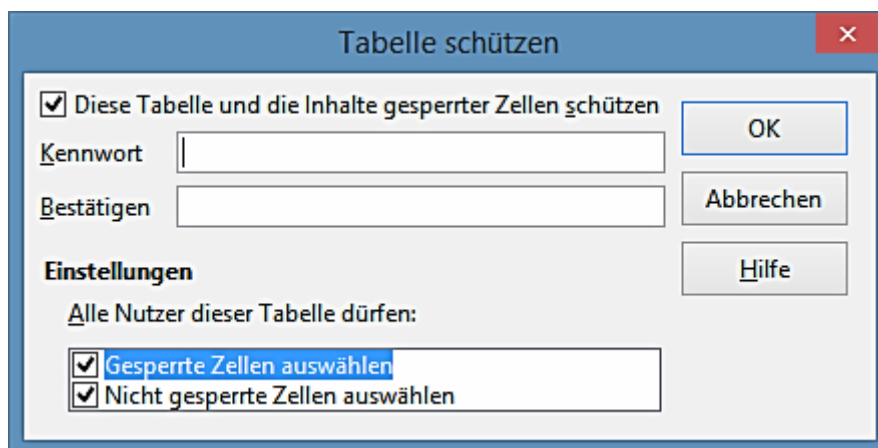 Tabelle schützen
Diese Tabelle und die Inhalte gesperrter Zellen schützen
OK
Kennwort
Abbrechen
Bestätigen
Hilfe
Einstellungen
Alle Nutzer dieser Tabelle dürfen:
Gesperrte Zellen auswählen
Nicht gesperrte Zellen auswählen